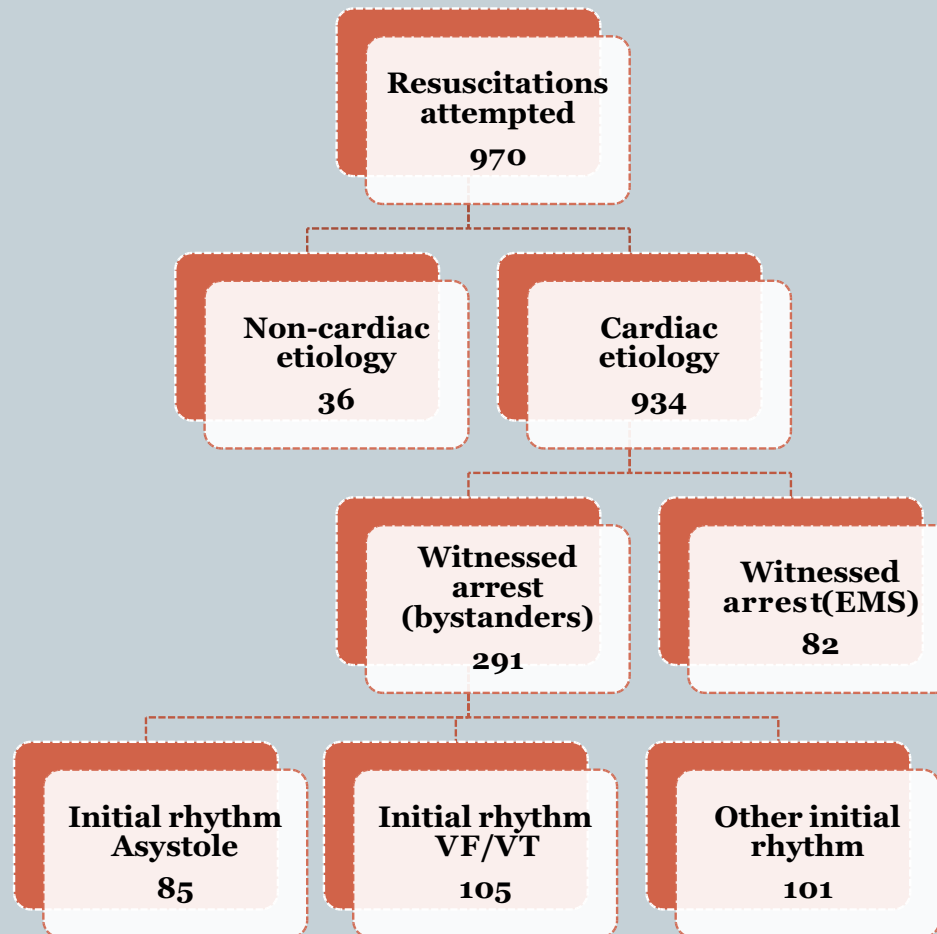 Resuscitations
attempted
970
Non-cardiac
etiology
36
Cardiac
etiology
934
Witnessed
arrest
(bystanders)
291
Witnessed
arrest(EMS)
82
Initial rhythm
Asystole
85
Initial rhythm
VF/VT
105
Other initial
rhythm
101